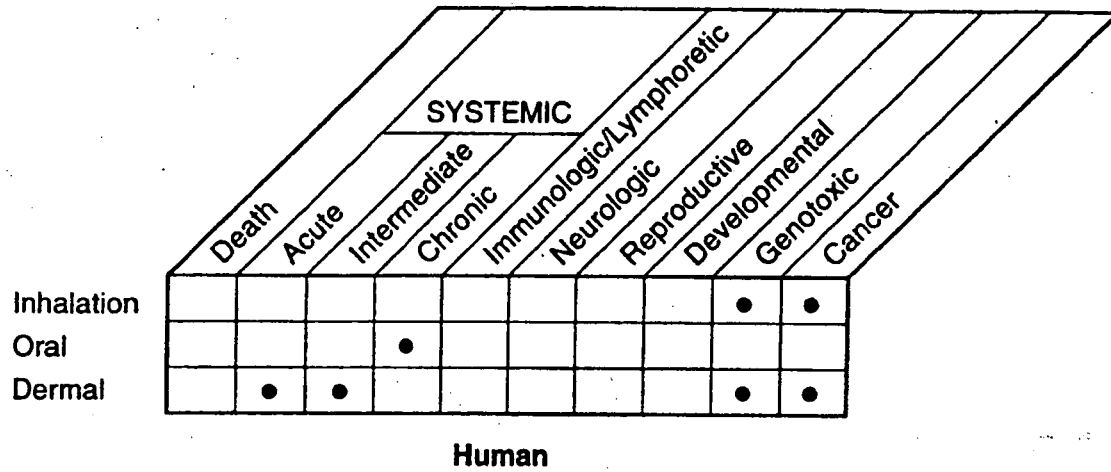 SYSTEMIC
Death
Acute
Intermediate
Chronic
Immunologic/Lymphoretic
Neurologic
Reproductive
Developmental
Genotoxic
Cancer
Inhalation
Oral
Dermal
Human